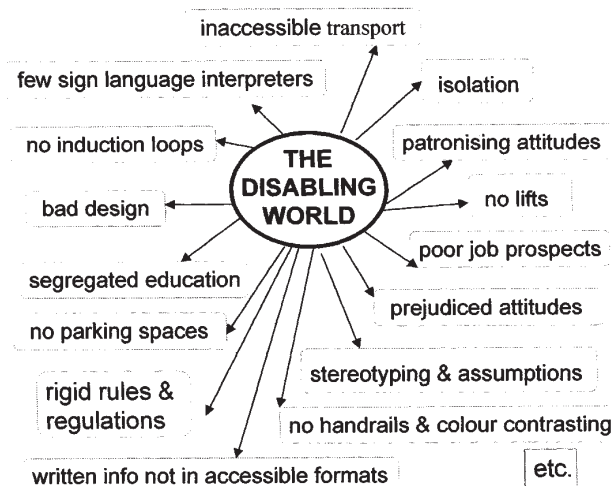 inaccessible transport
few sign language interpreters
isolation
no induction loops
patronising attitudes
THE
DISABLING
WORLD
bad design
no lifts
poor job prospects
segregated education
prejudiced attitudes
no parking spaces
stereotyping & assumptions
rigid rules &
regulations
no handrails & colour contrasting
written info not in accessible formats
etc.